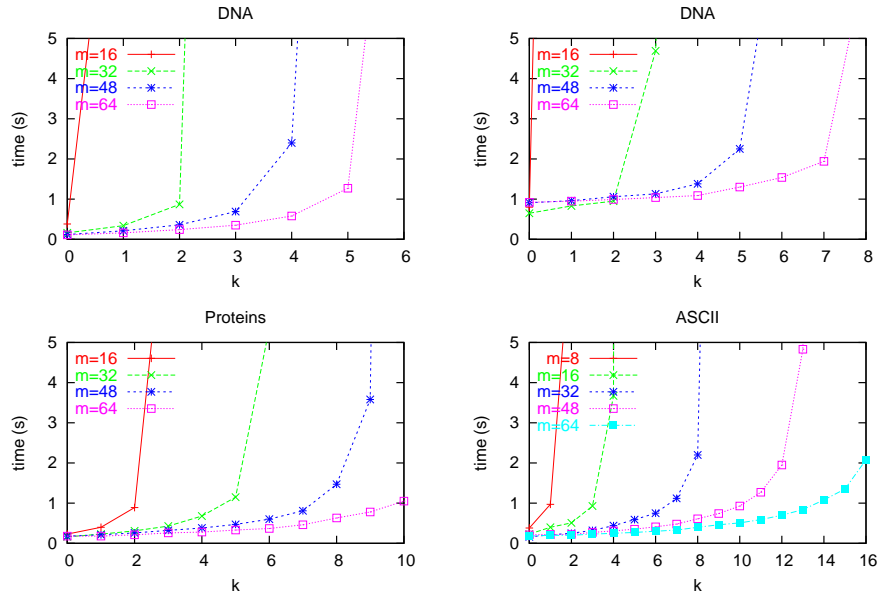 DNA
5
4
3
2
1
0
time (s)
m=16
m=32
m=48
m=64
0 1 2 3 4 5 6
k
DNA
5
4
3
2
1
0
time (s)
m=16
m=32
m=48
m=64
0 1 2 3 4 5 6 7 8
k
Proteins
5
4
3
2
1
0
time (s)
m=16
m=32
m=48
m=64
0 2 4 6 8 10
k
ASCII
5
4
3
2
1
0
time (s)
m=8
m=16
m=32
m=48
m=64
0 2 4 6 8 10 12 14 16
k